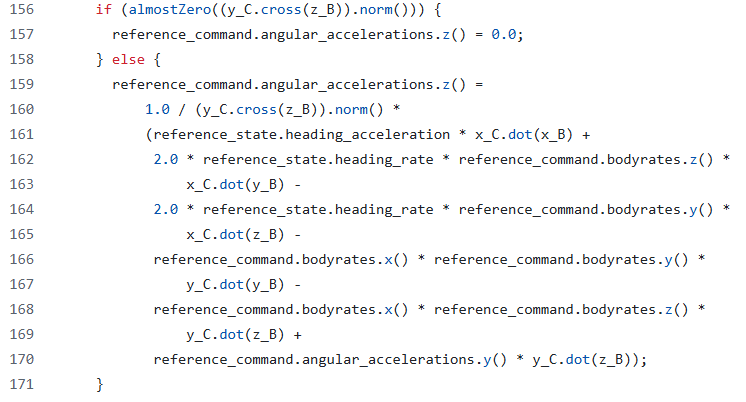 156 if (almostZero((y_C.cross(z_B)).norm())) {
157 reference_command.angular_accelerations.z() = 0.0;
158 } else {
159 reference_command.angular_accelerations.z() =
160 1.0 / (y_C.cross(z_B)).norm() *
161 (reference_state.heading_acceleration * x_C.dot(x_B) +
162 2.0 * reference_state.heading_rate * reference_command.bodyrates.z() *
163 x_C.dot(y_B) -
164 2.0 * reference_state.heading_rate * reference_command.bodyrates.y() *
165 x_C.dot(z_B) -
166 reference_command.bodyrates.x() * reference_command.bodyrates.y() *
167 y_C.dot(y_B) -
168 reference_command.bodyrates.x() * reference_command.bodyrates.z() *
169 y_C.dot(z_B) +
170 reference_command.angular_accelerations.y() * y_C.dot(z_B));
171 }